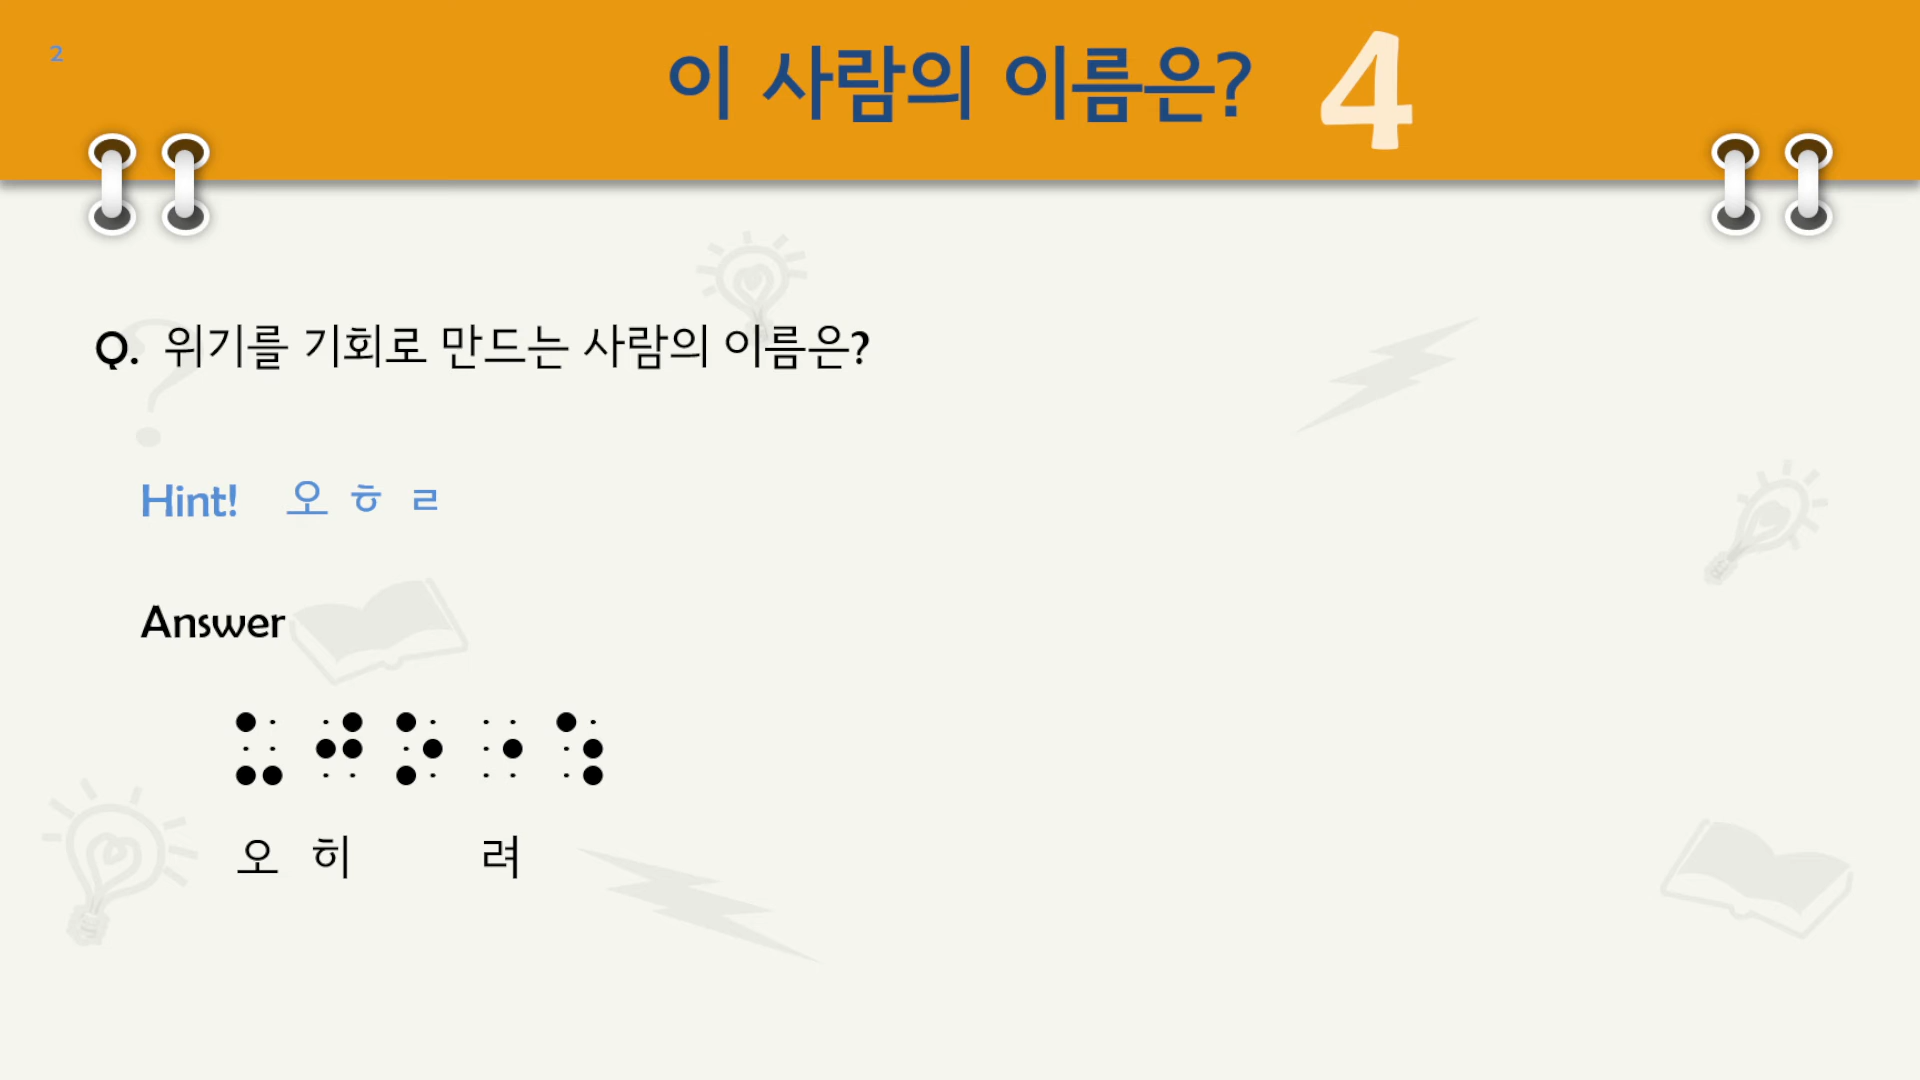 2
이 사람의 이름은? 4
Q. 위기를 기회로 만드는 사람의 이름은?
Hint! 오 ㅎ ㄹ
Answer
⠥⠚⠕⠐⠱
오 히 려